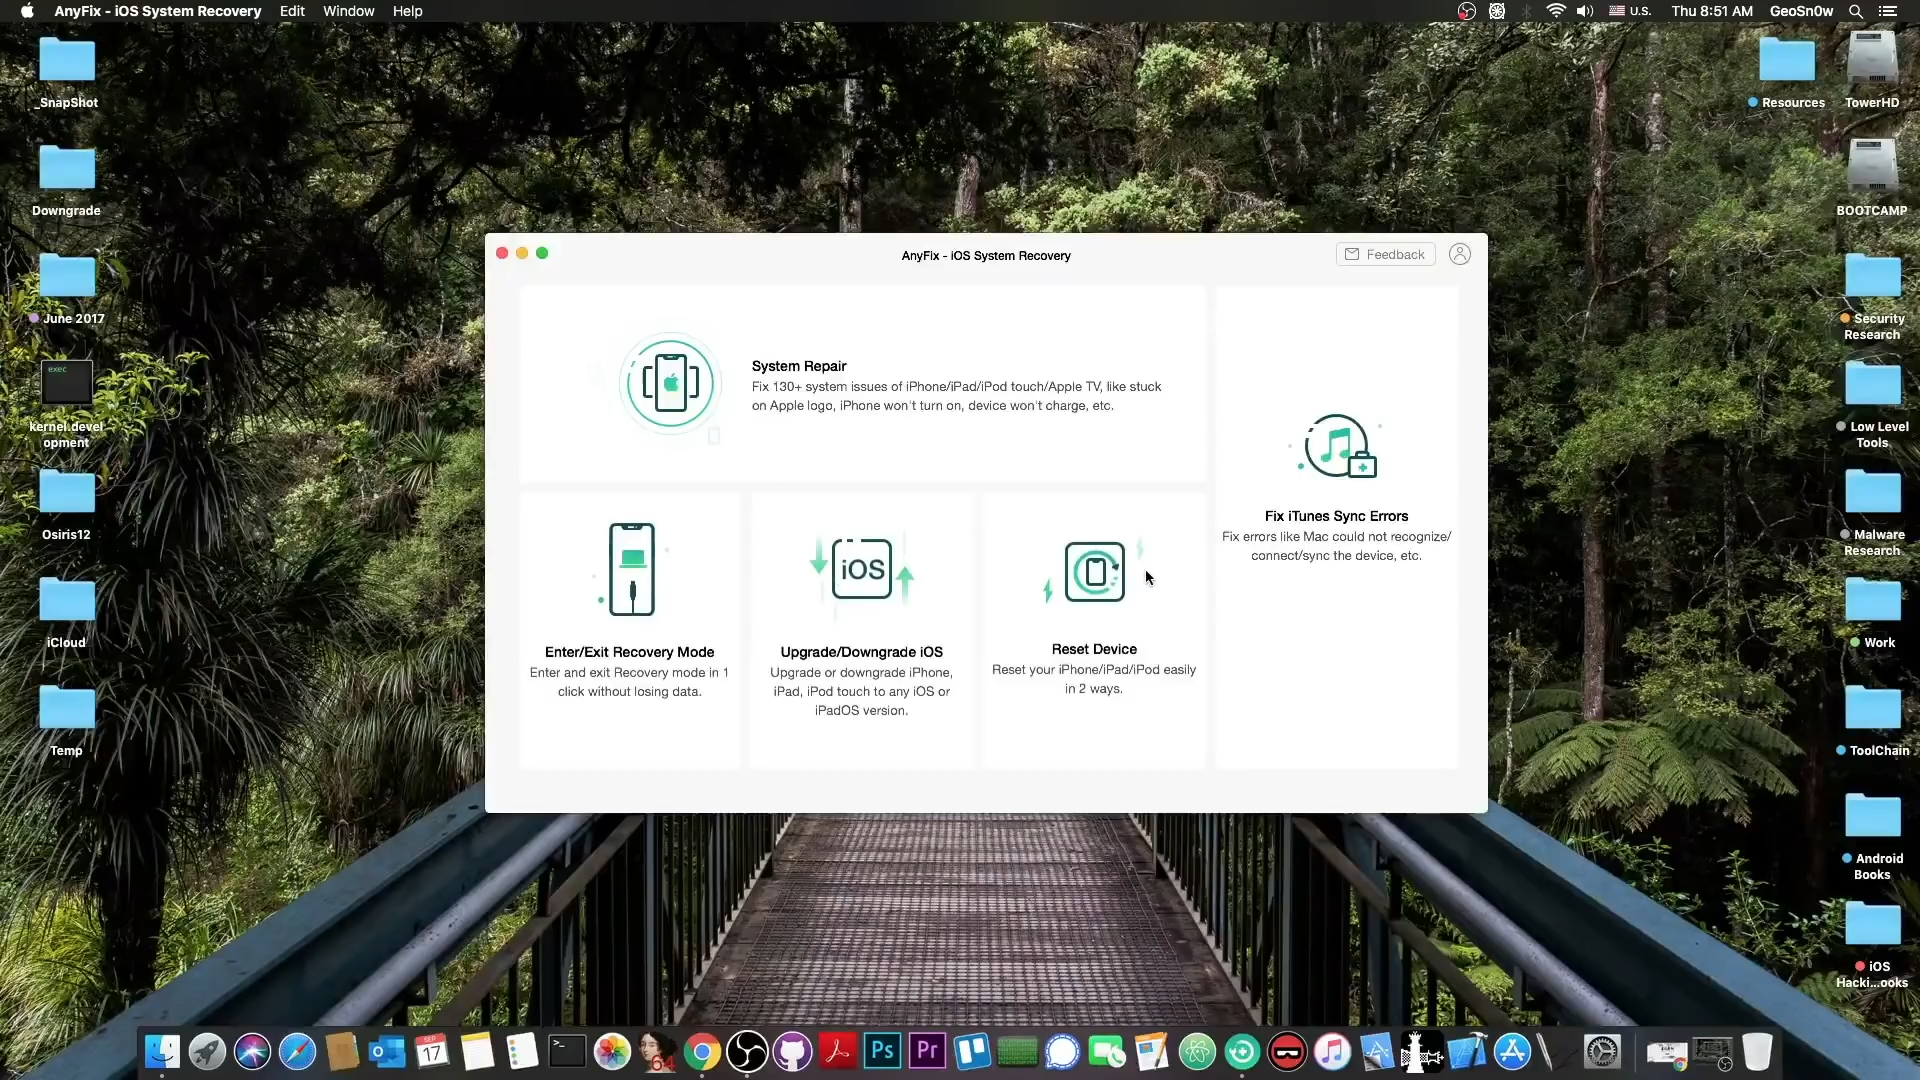 AnyFix - iOS System Recovery Edit Window Help U.S. Thu 8:51 AM GeoSn0w
_SnapShot
Downgrade
June 2017
exec
kernel.devel
opment
Osiris12
iCloud
Temp
AnyFix - iOS System Recovery
Feedback
System Repair
Fix 130+ system issues of iPhone/iPad/iPod touch/Apple TV, like stuck
on Apple logo, iPhone won't turn on, device won't charge, etc.
Fix iTunes Sync Errors
Fix errors like Mac could not recognize/
connect/sync the device, etc.
Enter/Exit Recovery Mode
Enter and exit Recovery mode in 1
click without losing data.
iOS
Upgrade/Downgrade iOS
Upgrade or downgrade iPhone,
iPad, iPod touch to any iOS or
iPadOS version.
Reset Device
Reset your iPhone/iPad/iPod easily
in 2 ways.
Resources
TowerHD
BOOTCAMP
Security
Research
Low Level
Tools
Malware
Research
Work
ToolChain
Android
Books
iOS
Hacki...ooks
SEP
17
64
Ps
Pr